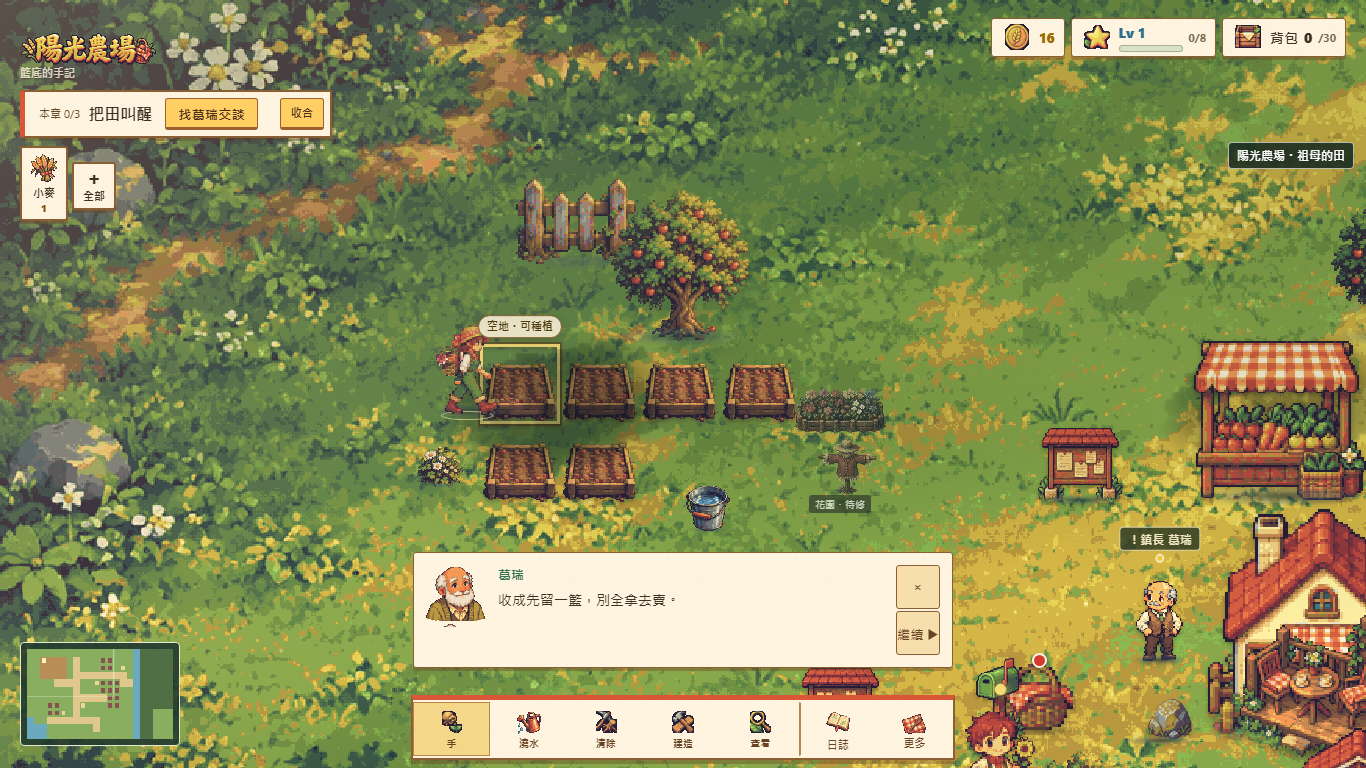 陽光農場
籃底的手記
本章 0/3 把田叫醒 找葛瑞交談 收合
小麥
1
+
全部
16
Lv 1 0/8
背包 0 /30
陽光農場・祖母的田
空地・可種植
花圃・待修
！鎮長 葛瑞
葛瑞
收成先留一籃，別全拿去賣。
×
繼續 ▶
手 澆水 清除 建造 查看 日誌 更多